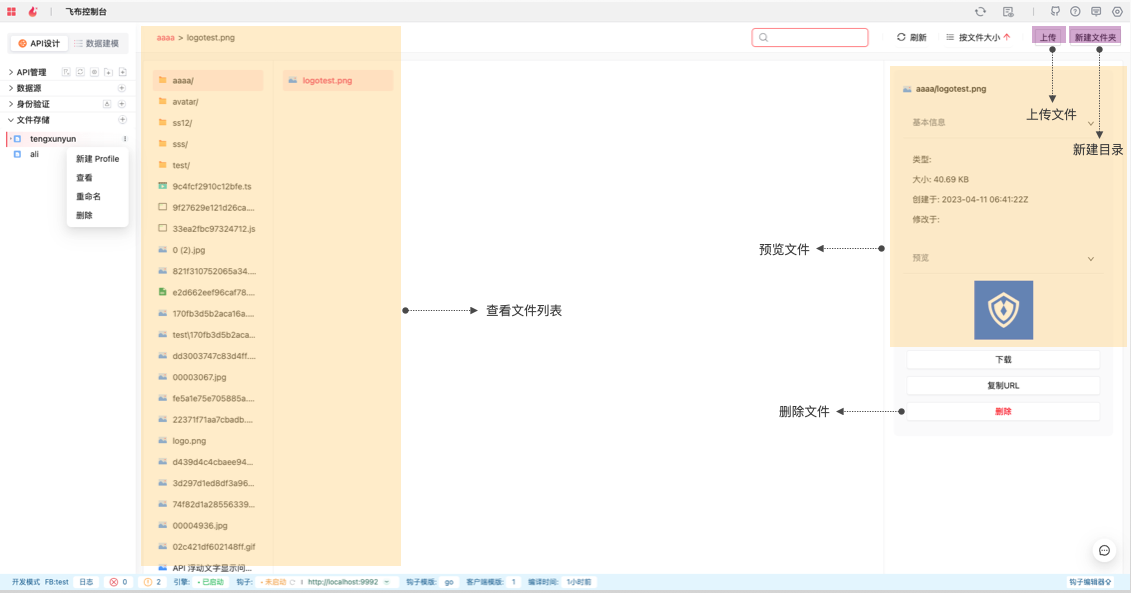 飞布控制台
API设计
数据建模
aaaa > logotest.png
刷新
按文件大小
上传
新建文件夹
API管理
数据源
身份验证
文件存储
tengxunyun
ali
新建 Profile
查看
重命名
删除
aaaa/
avatar/
ss12/
sss/
test/
9c4fcf2910c12bfe.ts
9f27629e121d26ca....
33ea2fbc97324712.js
0 (2).jpg
821f310752065a34....
e2d662eef96caf78....
170fb3d5b2aca16a....
test\170fb3d5b2aca...
dd3003747c83d4ff....
00003067.jpg
fe5a1e75e705885a....
22371f71aa7cbadb....
logo.png
d439d4c4cbaee94...
3d297d1ed8df3a96...
74f82d1a28556339...
00004936.jpg
02c421df602148ff.gif
API 浮动文字显示问...
logotest.png
查看文件列表
aaaa/logotest.png
上传文件
基本信息
新建目录
类型:
大小: 40.69 KB
创建于: 2023-04-11 06:41:22Z
修改于:
预览文件
预览
下载
复制URL
删除文件
删除
开发模式 FB:test 日志 0 2 引擎: 已启动 钩子: 未启动 http://localhost:9992 钩子模版: go 客户端模版: 1 编译时间: 1小时前 钩子编辑器